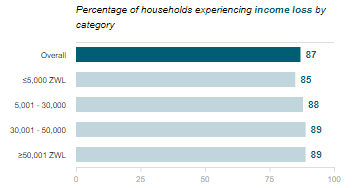 Percentage of households experiencing income loss by
category
Overall 87
≤5,000 ZWL 85
5,001 - 30,000 88
30,001 - 50,000 89
≥50,001 ZWL 89
0 25 50 75 100